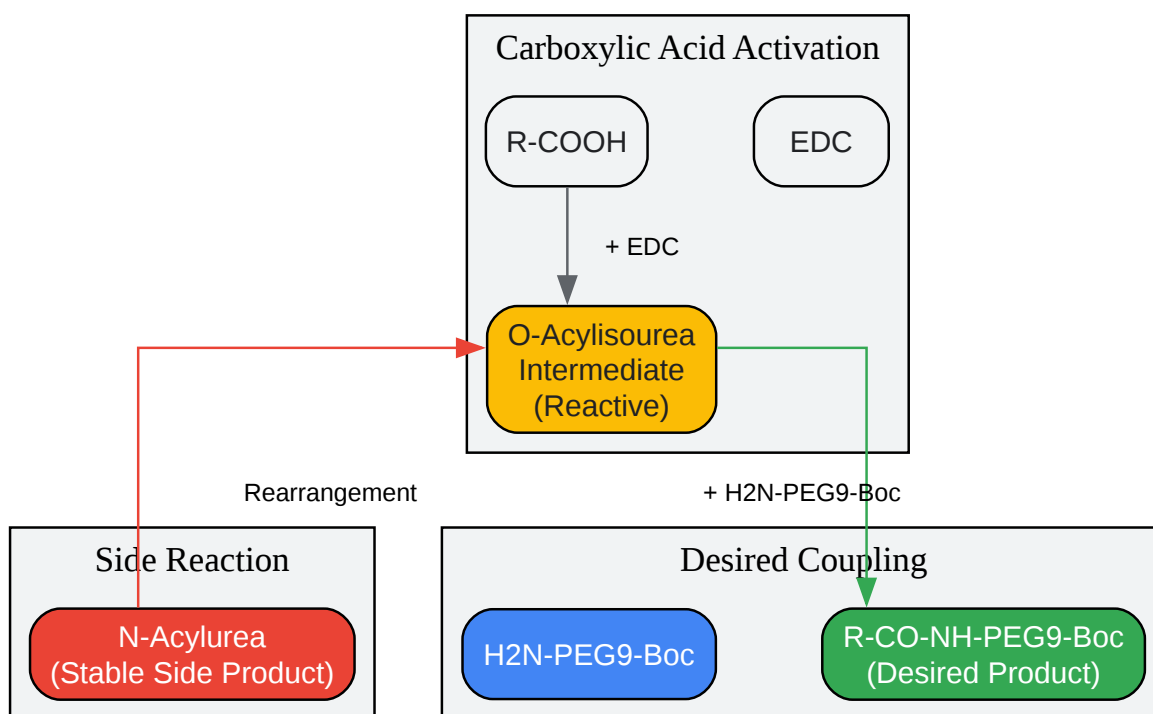 Carboxylic Acid Activation
R-COOH
EDC
+ EDC
O-Acylisourea
Intermediate
(Reactive)
Rearrangement
+ H2N-PEG9-Boc
Side Reaction
N-Acylurea
(Stable Side Product)
Desired Coupling
H2N-PEG9-Boc
R-CO-NH-PEG9-Boc
(Desired Product)